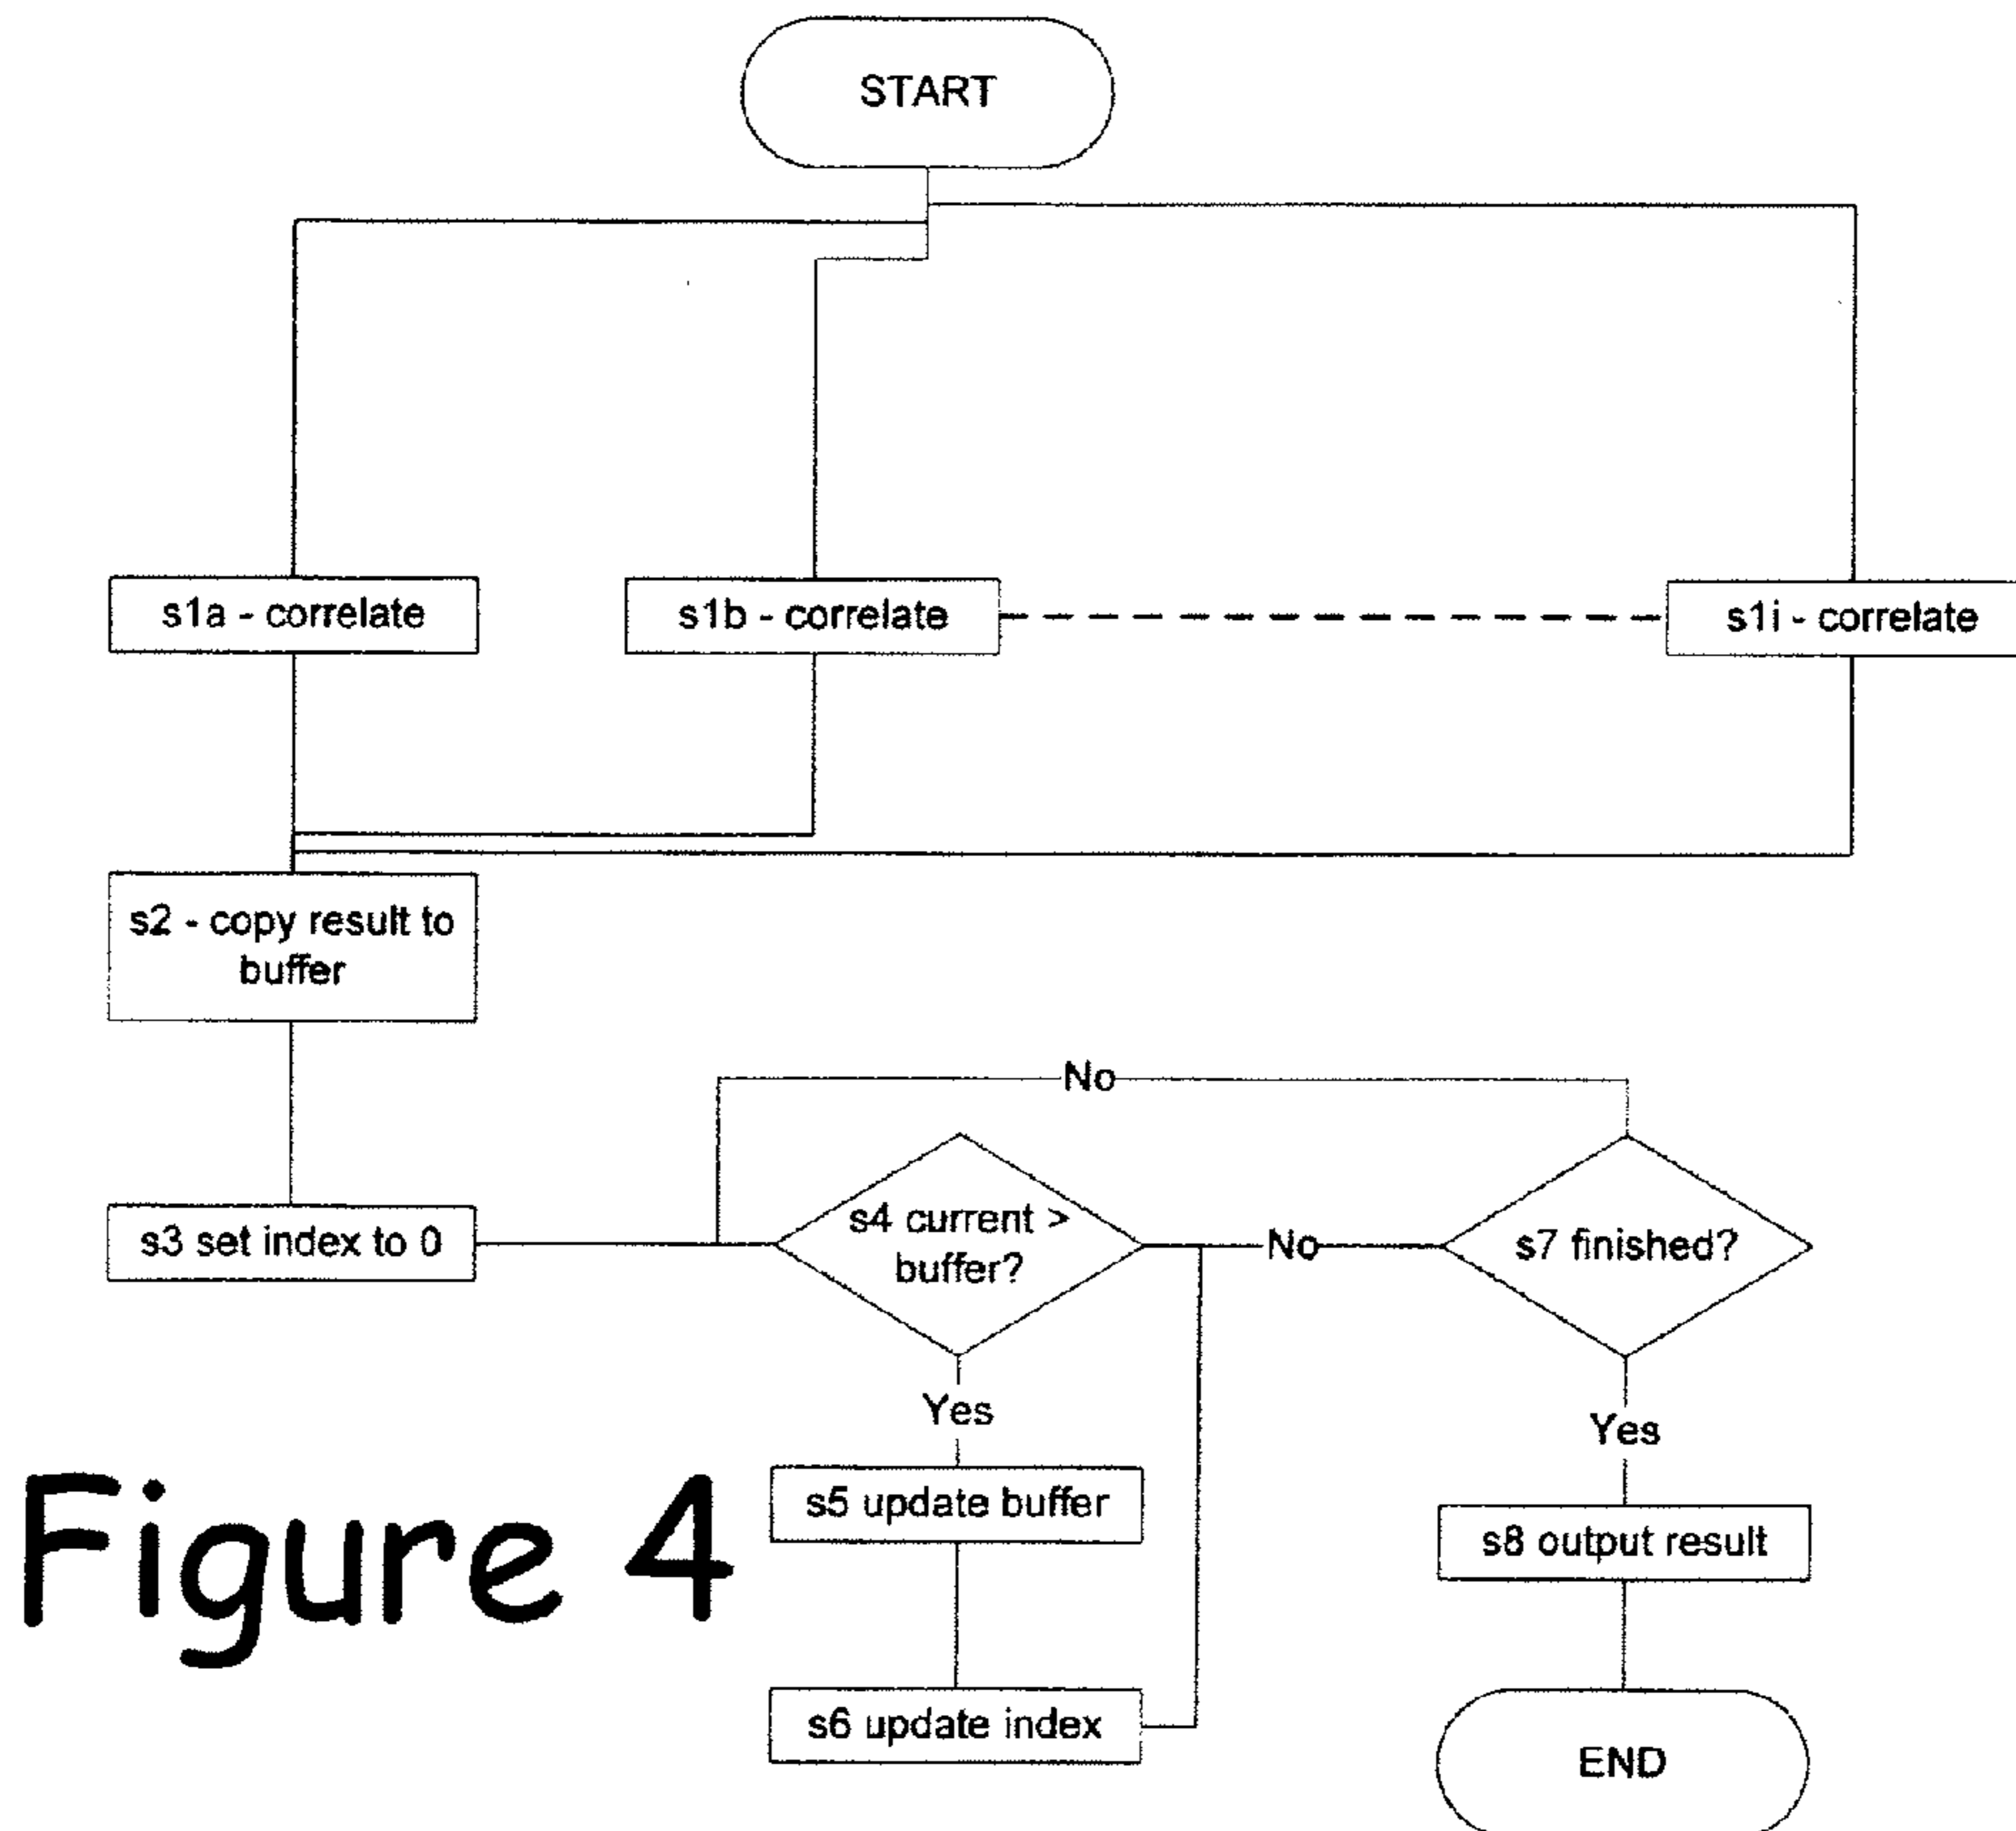 START
s1a - correlate
s1b - correlate
s1i - correlate
s2 - copy result to
buffer
No
s3 set index to 0
s4 current >
buffer?
No
s7 finished?
Yes
Yes
s5 update buffer
s8 output result
Figure 4
s6 update index
END